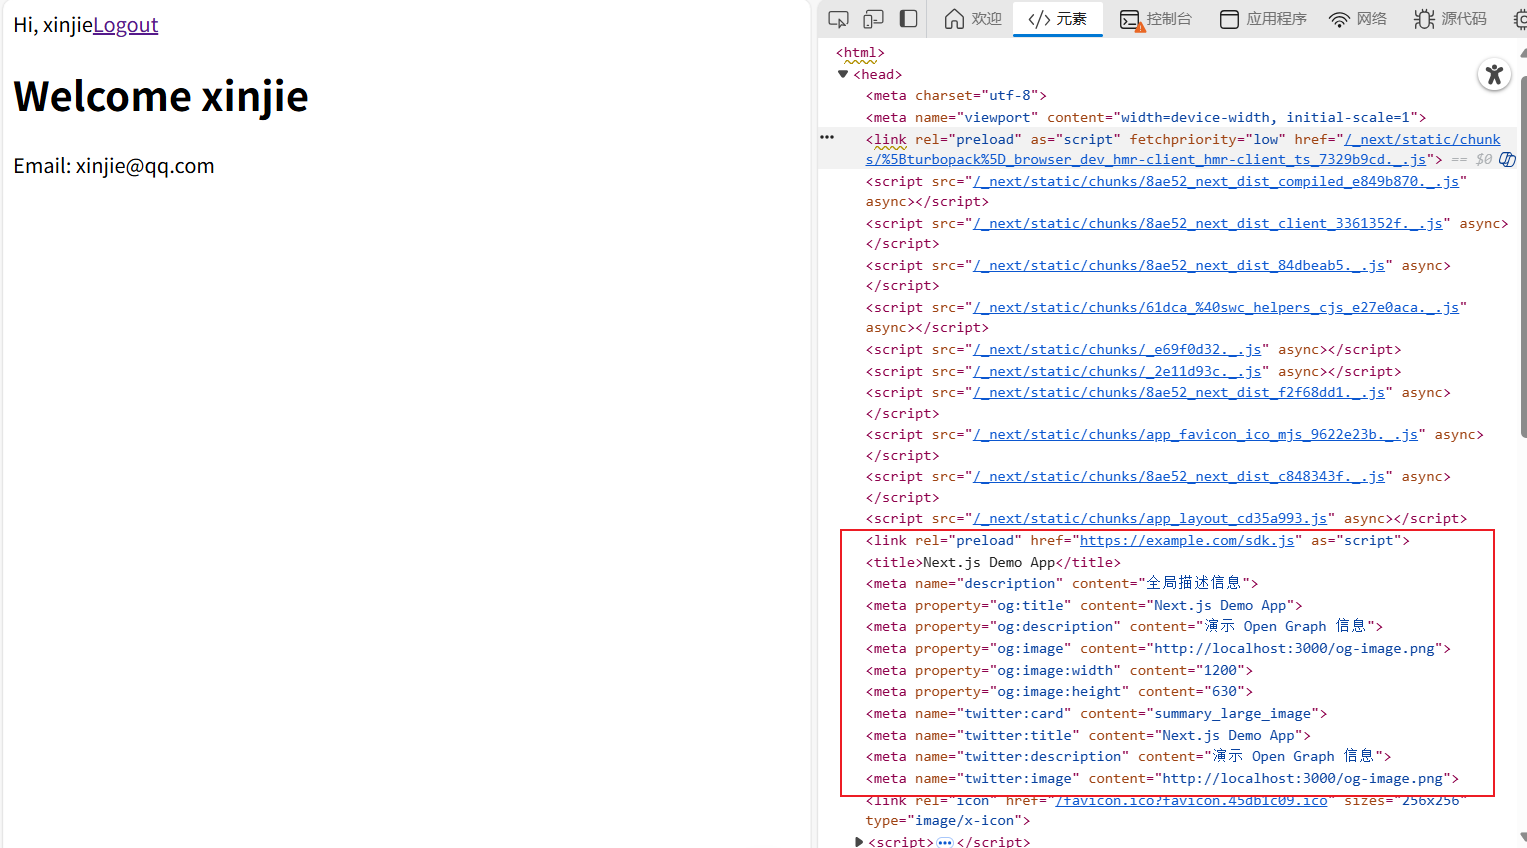 Hi, xinjieLogout
Welcome xinjie
Email: xinjie@qq.com
欢迎
</> 元素
控制台
应用程序
网络
源代码
<html>
<head>
<meta charset="utf-8">
<meta name="viewport" content="width=device-width, initial-scale=1">
<link rel="preload" as="script" fetchpriority="low" href="/_next/static/chunk
s/%5Bturbopack%5D_browser_dev_hmr-client_hmr-client_ts_7329b9cd._.js"> == $0
<script src="/_next/static/chunks/8ae52_next_dist_compiled_e849b870._.js"
async></script>
<script src="/_next/static/chunks/8ae52_next_dist_client_3361352f._.js" async>
</script>
<script src="/_next/static/chunks/8ae52_next_dist_84dbeab5._.js" async>
</script>
<script src="/_next/static/chunks/61dca_%40swc_helpers_cjs_e27e0aca._.js"
async></script>
<script src="/_next/static/chunks/_e69f0d32._.js" async></script>
<script src="/_next/static/chunks/_2e11d93c._.js" async></script>
<script src="/_next/static/chunks/8ae52_next_dist_f2f68dd1._.js" async>
</script>
<script src="/_next/static/chunks/app_favicon_ico_mjs_9622e23b._.js" async>
</script>
<script src="/_next/static/chunks/8ae52_next_dist_c848343f._.js" async>
</script>
<script src="/_next/static/chunks/app_layout_cd35a993.js" async></script>
<link rel="preload" href="https://example.com/sdk.js" as="script">
<title>Next.js Demo App</title>
<meta name="description" content="全局描述信息">
<meta property="og:title" content="Next.js Demo App">
<meta property="og:description" content="演示 Open Graph 信息">
<meta property="og:image" content="http://localhost:3000/og-image.png">
<meta property="og:image:width" content="1200">
<meta property="og:image:height" content="630">
<meta name="twitter:card" content="summary_large_image">
<meta name="twitter:title" content="Next.js Demo App">
<meta name="twitter:description" content="演示 Open Graph 信息">
<meta name="twitter:image" content="http://localhost:3000/og-image.png">
<link rel="icon" href="/favicon.ico?favicon.45db1c09.ico" sizes="256x256"
type="image/x-icon">
<script>…</script>